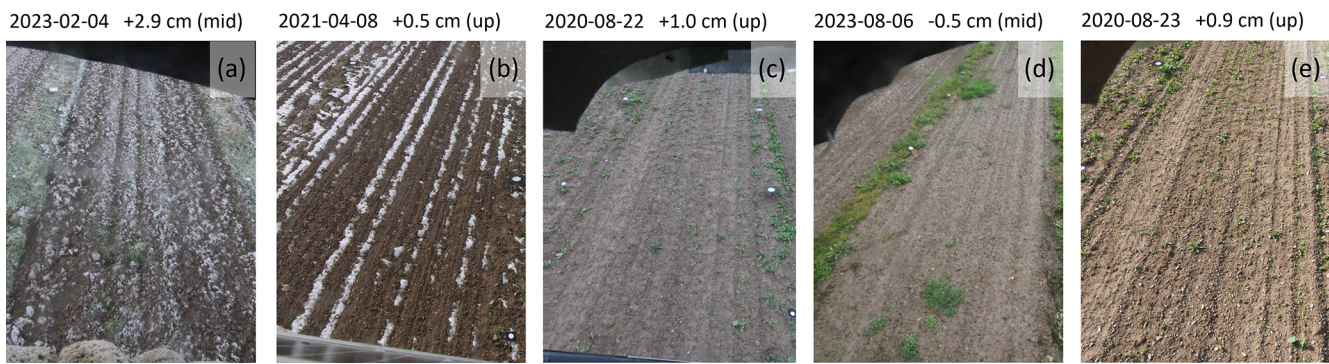 2023-02-04 +2.9 cm (mid)
2021-04-08 +0.5 cm (up)
2020-08-22 +1.0 cm (up)
2023-08-06 -0.5 cm (mid)
2020-08-23 +0.9 cm (up)
(a)
(b)
(c)
(d)
(e)